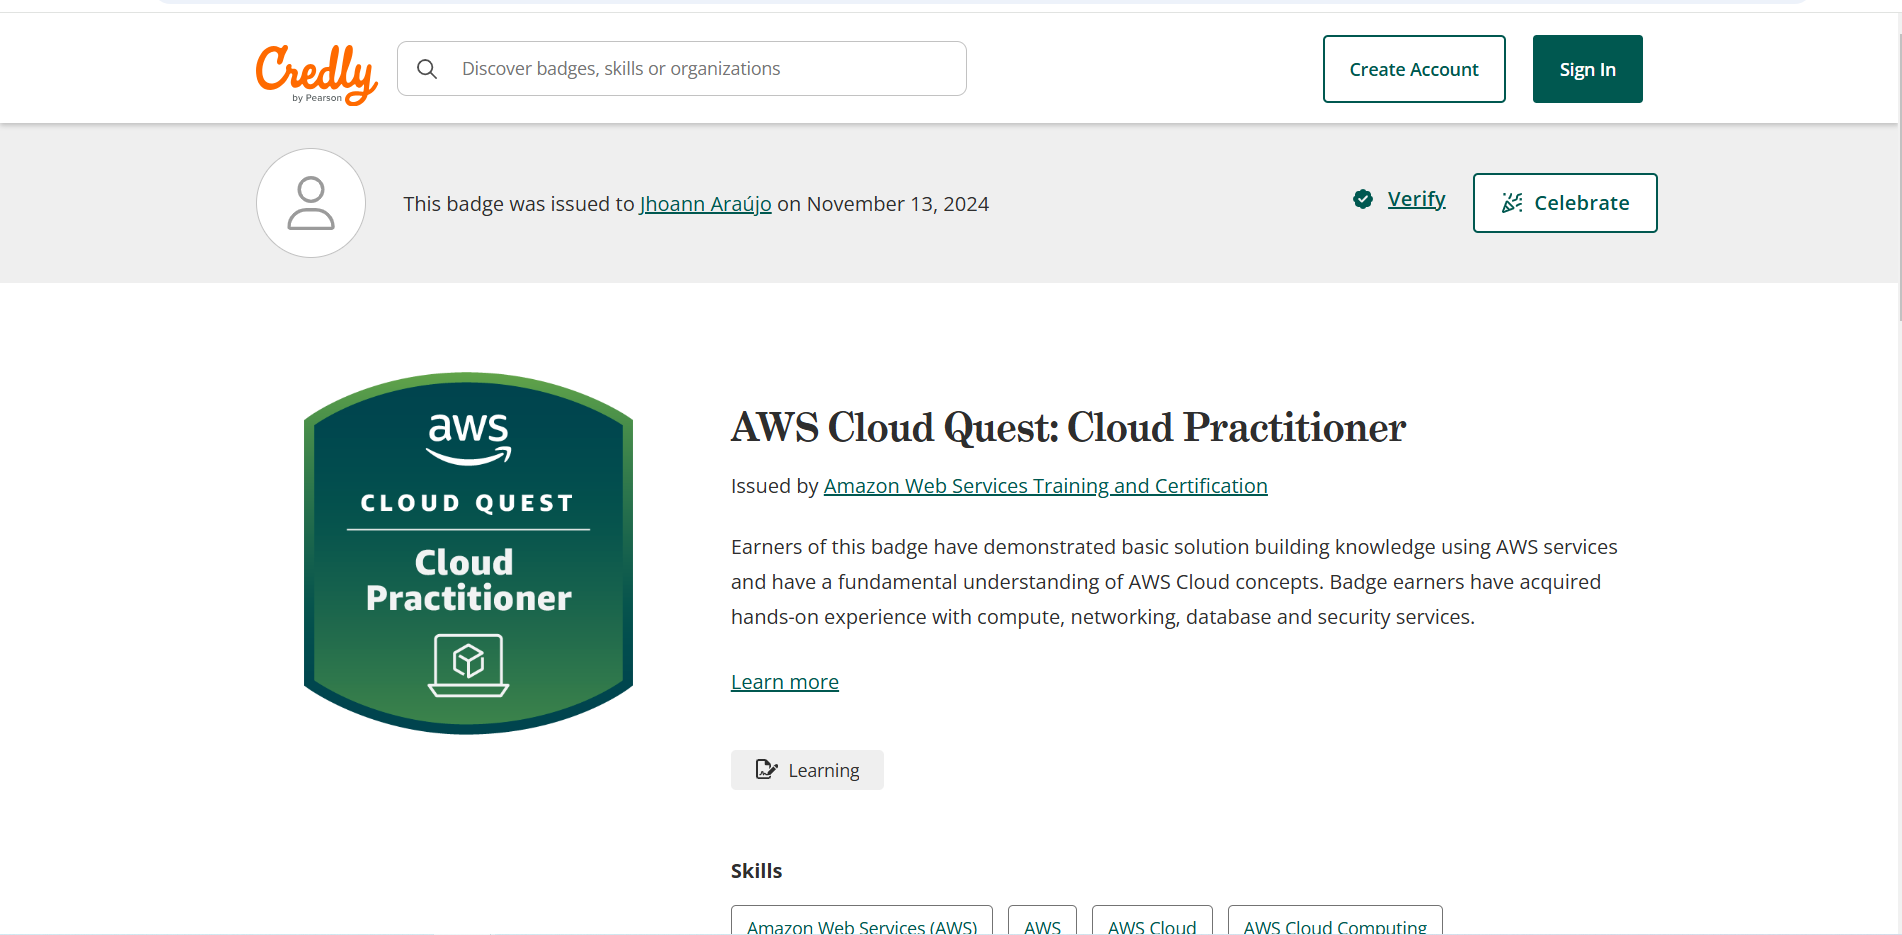 Credly
by Pearson
Discover badges, skills or organizations
Create Account
Sign In
This badge was issued to Jhoann Araújo on November 13, 2024
Verify
Celebrate
aws
CLOUD QUEST
Cloud
Practitioner
AWS Cloud Quest: Cloud Practitioner
Issued by Amazon Web Services Training and Certification
Earners of this badge have demonstrated basic solution building knowledge using AWS services
and have a fundamental understanding of AWS Cloud concepts. Badge earners have acquired
hands-on experience with compute, networking, database and security services.
Learn more
Learning
Skills
Amazon Web Services (AWS)
AWS
AWS Cloud
AWS Cloud Computing